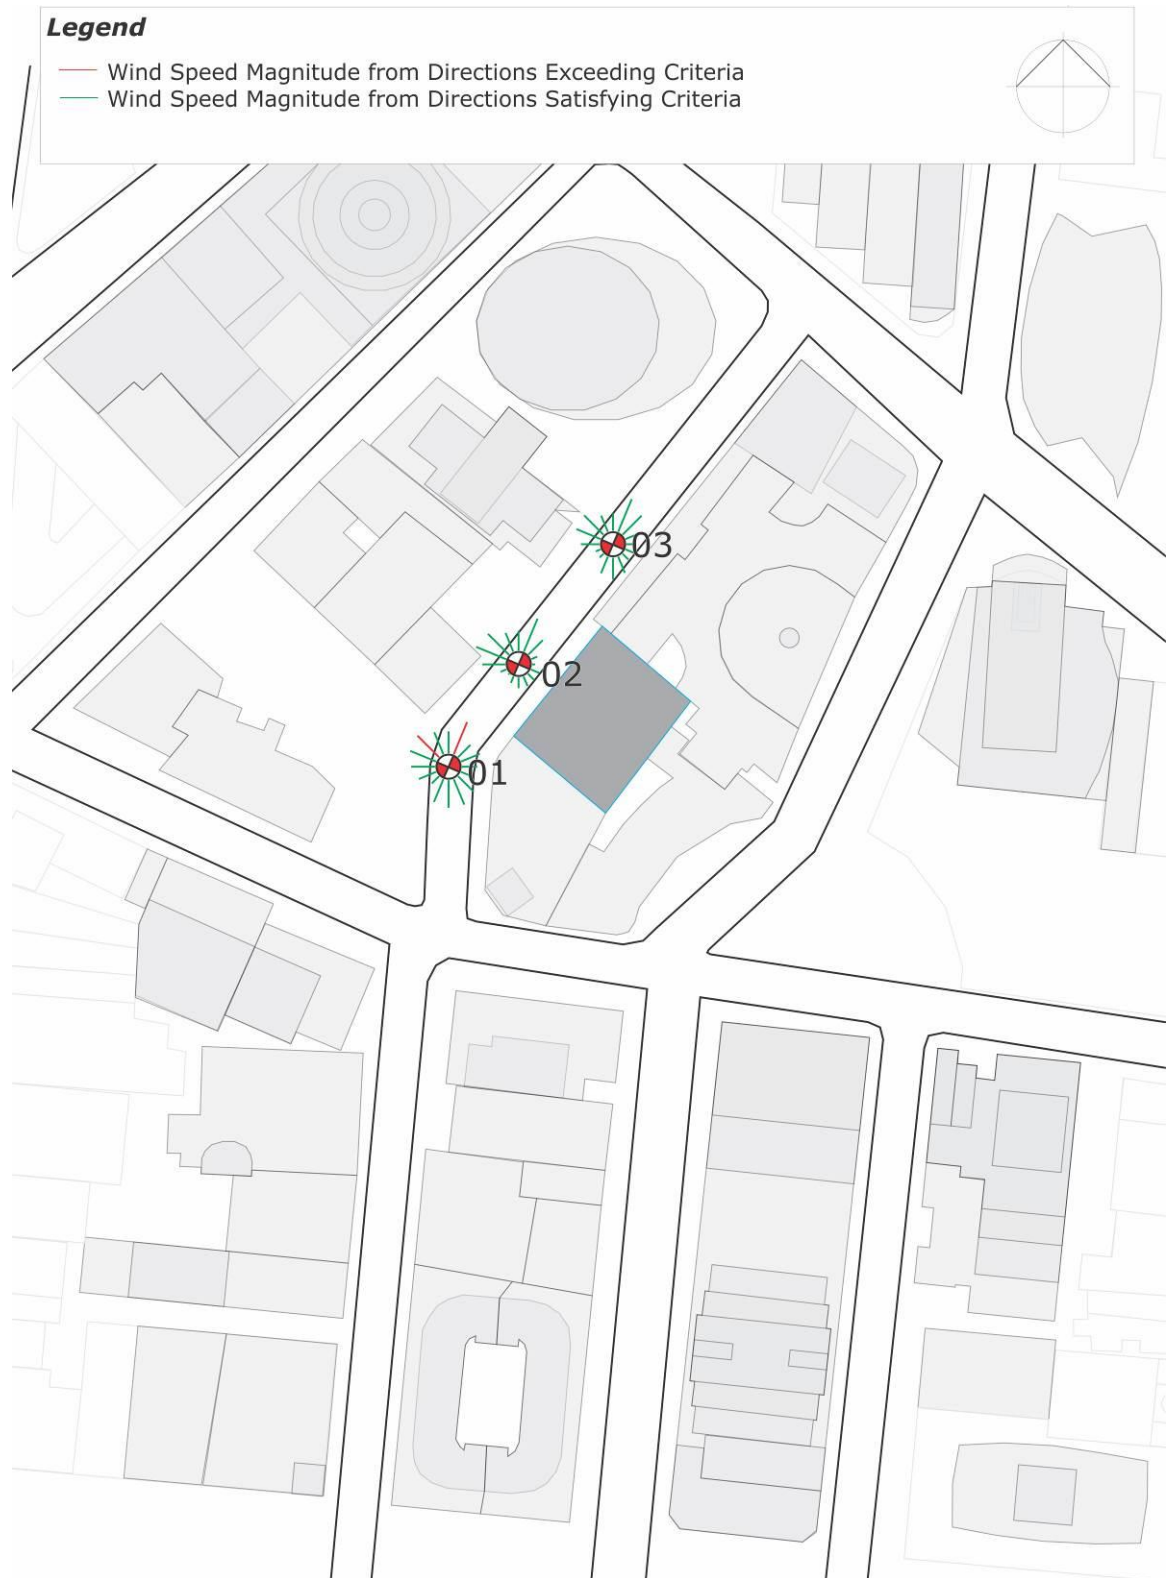 Legend
Wind Speed Magnitude from Directions Exceeding Criteria
Wind Speed Magnitude from Directions Satisfying Criteria
03
02
01